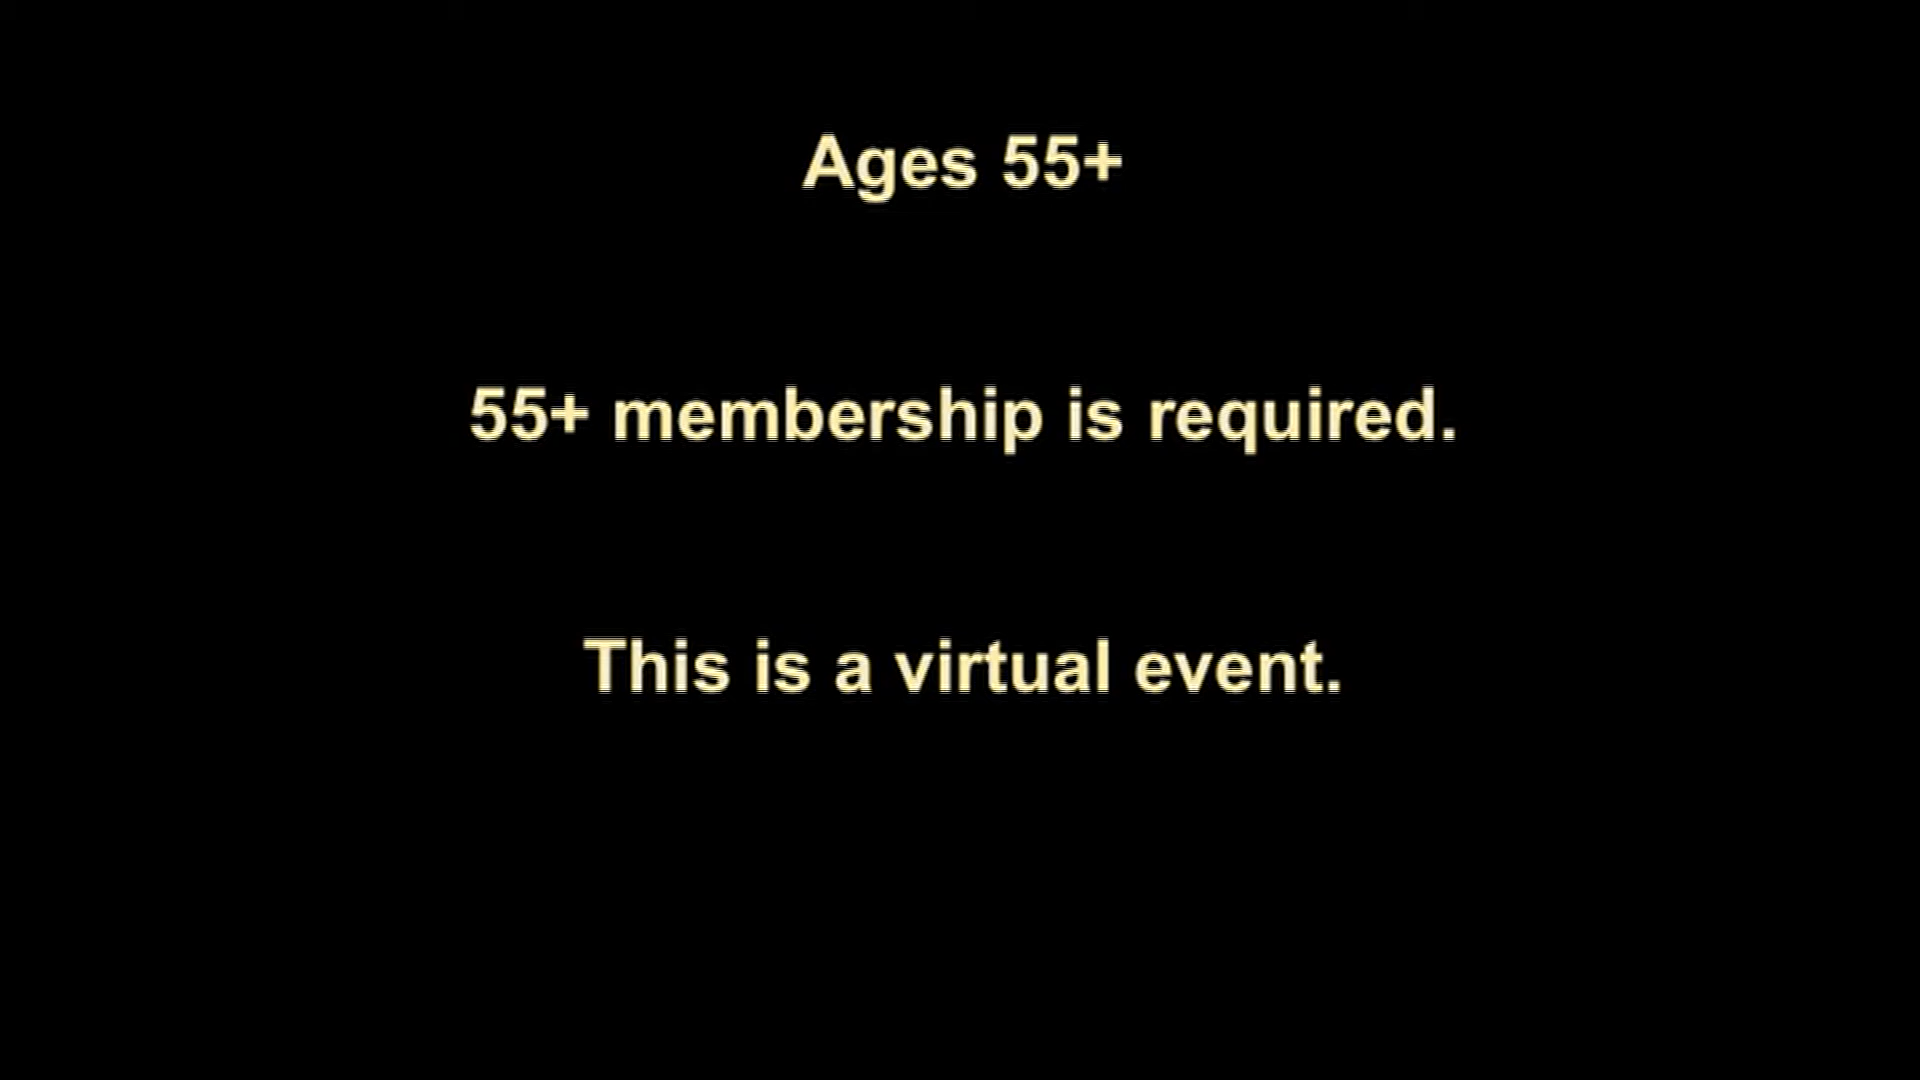 Ages 55+
55+ membership is required.
This is a virtual event.